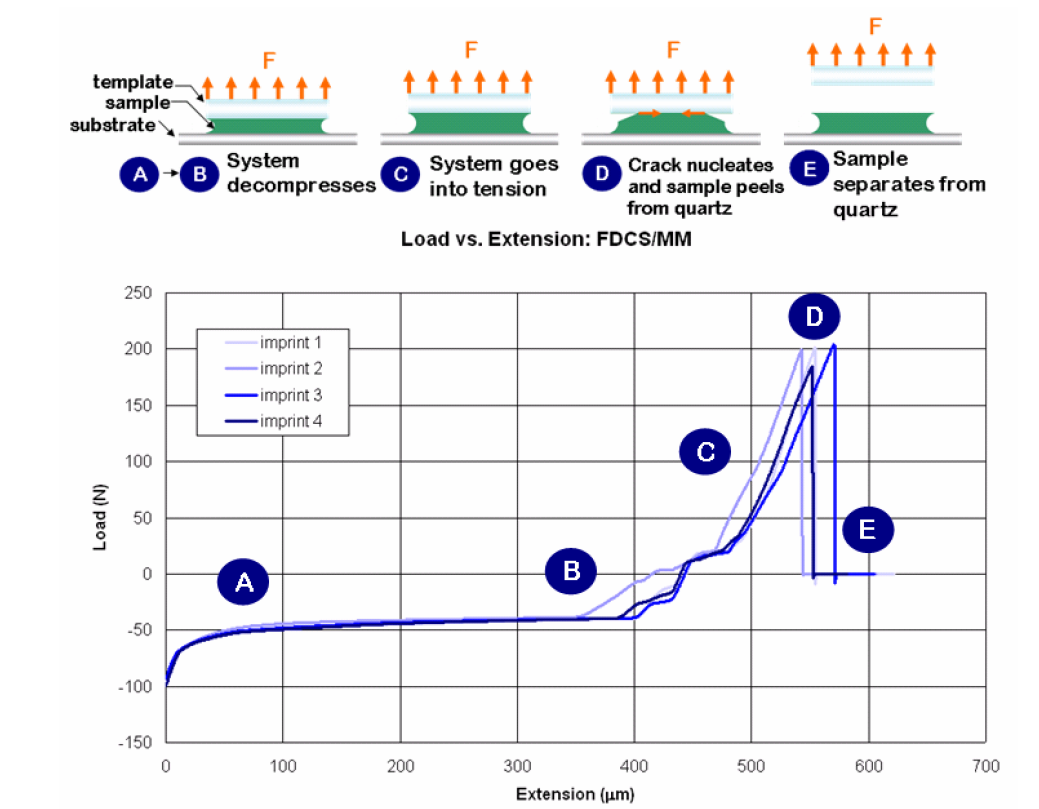 F
F
F
F
template
sample
substrate
A
B
System
decompresses
C
System goes
into tension
D
Crack nucleates
and sample peels
from quartz
E
Sample
separates from
quartz
Load vs. Extension: FDCS/MM
250
200
150
100
50
0
-50
-100
-150
Load (N)
imprint 1
imprint 2
imprint 3
imprint 4
A
B
C
D
E
0
100
200
300
400
500
600
700
Extension (µm)